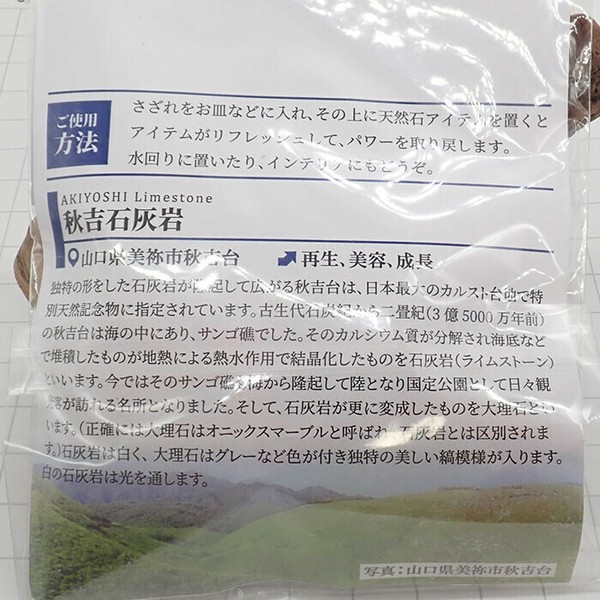 ご使用
方法
さざれをお皿などに入れ、その上に天然石アイテムを置くと
アイテムがリフレッシュして、パワーを取り戻します。
水回りに置いたり、インテリアにもどうぞ。
AKIYOSHI Limestone
秋吉石灰岩
山口県美祢市秋吉台
再生、美容、成長
独特の形をした石灰岩が隆起して広がる秋吉台は、日本最大のカルスト台地で特
別天然記念物に指定されています。古生代石炭紀から二畳紀(3億5000万年前)
の秋吉台は海の中にあり、サンゴ礁でした。そのカルシウム質が分解され海底など
で堆積したものが地熱による熱水作用で結晶化したものを石灰岩(ライムストーン)
といいます。今ではそのサンゴ礁も海から隆起して陸となり国定公園として日々観
客が訪れる名所となりました。そして、石灰岩が更に変成したものを大理石とい
います。(正確には大理石はオニックスマーブルと呼ばれ、石灰岩とは区別されま
す。)石灰岩は白く、大理石はグレーなど色が付き独特の美しい縞模様が入ります。
白の石灰岩は光を通します。
写真:山口県美祢市秋吉台